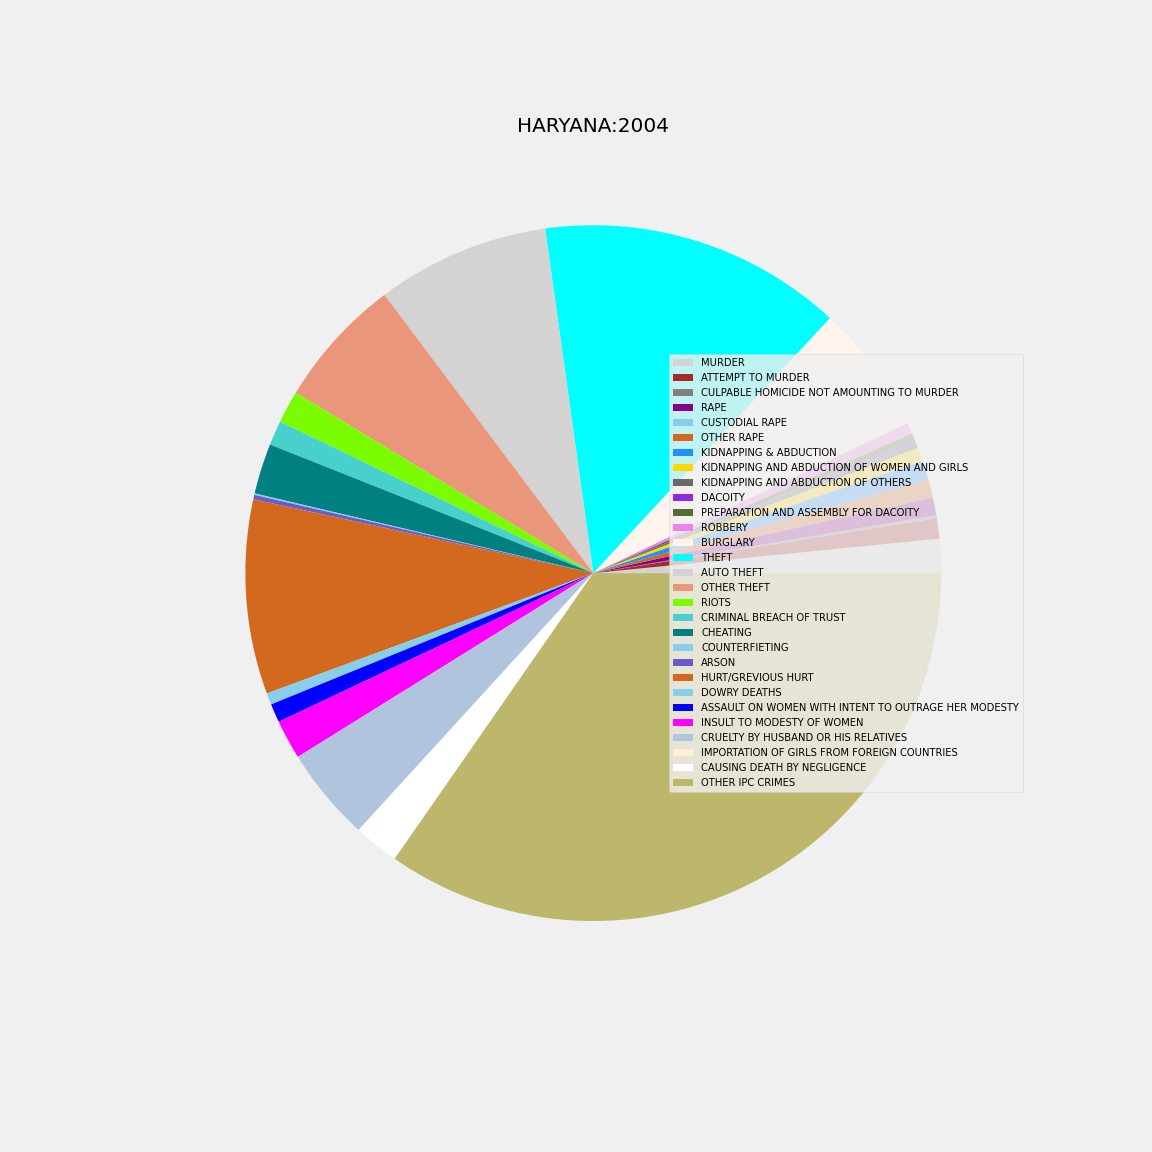 HARYANA:2004
MURDER
ATTEMPT TO MURDER
CULPABLE HOMICIDE NOT AMOUNTING TO MURDER
RAPE
CUSTODIAL RAPE
OTHER RAPE
KIDNAPPING & ABDUCTION
KIDNAPPING AND ABDUCTION OF WOMEN AND GIRLS
KIDNAPPING AND ABDUCTION OF OTHERS
DACOITY
PREPARATION AND ASSEMBLY FOR DACOITY
ROBBERY
BURGLARY
THEFT
AUTO THEFT
OTHER THEFT
RIOTS
CRIMINAL BREACH OF TRUST
CHEATING
COUNTERFIETING
ARSON
HURT/GREVIOUS HURT
DOWRY DEATHS
ASSAULT ON WOMEN WITH INTENT TO OUTRAGE HER MODESTY
INSULT TO MODESTY OF WOMEN
CRUELTY BY HUSBAND OR HIS RELATIVES
IMPORTATION OF GIRLS FROM FOREIGN COUNTRIES
CAUSING DEATH BY NEGLIGENCE
OTHER IPC CRIMES